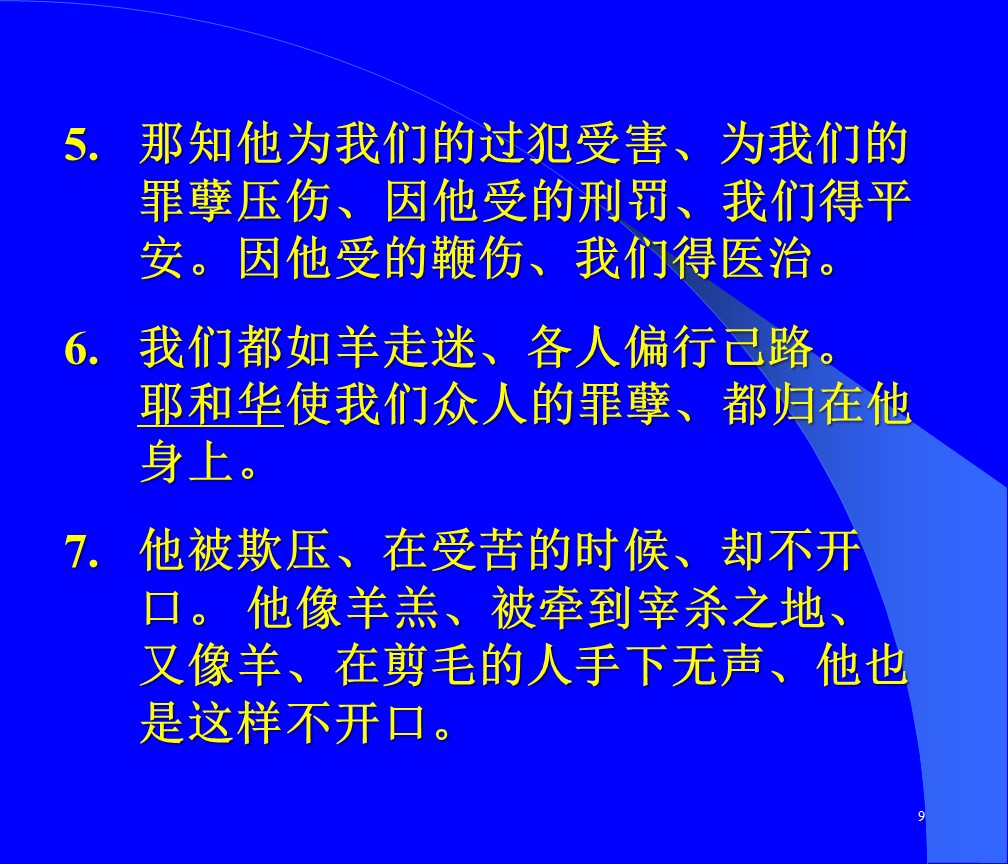 5. 那知他为我们的过犯受害、为我们的
罪孽压伤、因他受的刑罚、我们得平
安。因他受的鞭伤、我们得医治。
6. 我们都如羊走迷、各人偏行己路。
耶和华使我们众人的罪孽、都归在他
身上。
7. 他被欺压、在受苦的时候、却不开
口。 他像羊羔、被牵到宰杀之地、
又像羊、在剪毛的人手下无声、他也
是这样不开口。
9